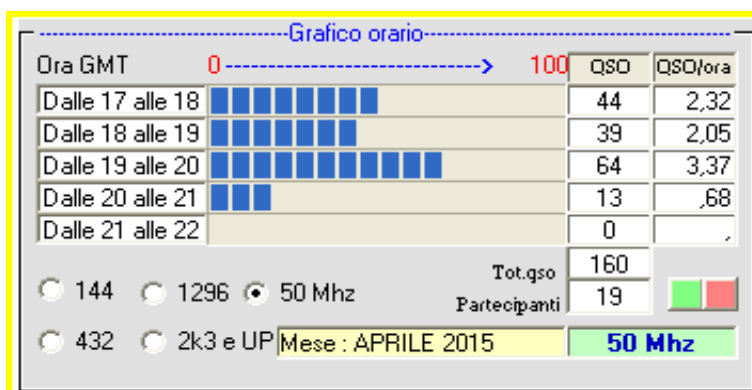 Grafico orario
Ora GMT 0 ------------------------------> 100 QSO QSO/ora
Dalle 17 alle 18 44 2,32
Dalle 18 alle 19 39 2,05
Dalle 19 alle 20 64 3,37
Dalle 20 alle 21 13 ,68
Dalle 21 alle 22 0 ,
Tot.qso 160
144 1296 50 Mhz Partecipanti 19
432 2k3 e UP Mese : APRILE 2015 50 Mhz